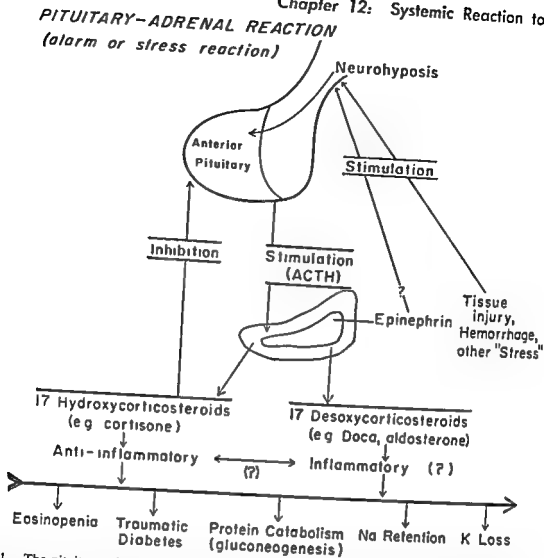 Chapter 12: Systemic Reaction to
PITUITARY-ADRENAL REACTION
(alarm or stress reaction)
Neurohyposis
Anterior
Pituitary
Stimulation
Inhibition
Stimulation
(ACTH)
?
Epinephrin
Tissue
injury,
Hemorrhage,
other "Stress"
17 Hydroxycorticosteroids
(eg cortisone)
17 Desoxycorticosteroids
(eg Doca, aldosterone)
Anti-inflammatory
(?)
Inflammatory (?)
Eosinopenia
Traumatic
Diabetes
Protein Catabolism
(gluconeogenesis)
Na Retention
K Loss